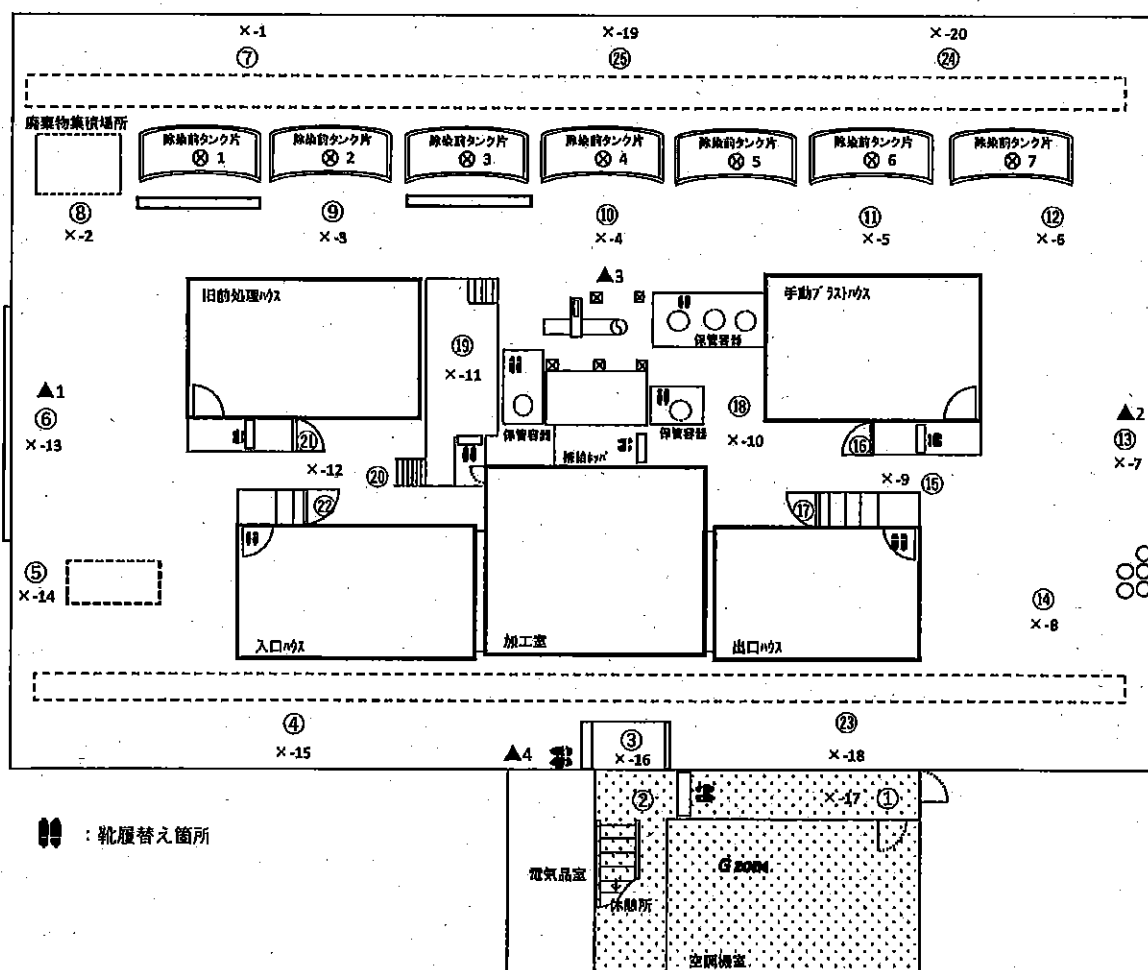 ×-1 ×-19 ×-20
⑦ ㉕ ㉔
廃棄物集積場所
除染前タンク片 除染前タンク片 除染前タンク片 除染前タンク片 除染前タンク片 除染前タンク片 除染前タンク片
⊗ 1 ⊗ 2 ⊗ 3 ⊗ 4 ⊗ 5 ⊗ 6 ⊗ 7
⑧ ⑨ ⑩ ⑪ ⑫
×-2 ×-3 ×-4 ×-5 ×-6
▲3
旧前処理ハウス 手動ブラストハウス
保管容器
⑲
×-11
▲1 ▲2
⑥ ⑱ ⑬
×-13 ×-10 ×-7
保管容器 保管容器
㉑ ⑯
×-12 ⑳ ×-9 ⑮
㉒ ⑰
⑤
×-14
⑭
×-8
入口ハウス 加工室 出口ハウス
④ ③ ㉓
×-15 ▲4 ×-16 ×-18
② ×-17 ①
：靴履替え箇所
電気品室 G zone
休憩所
空調機室